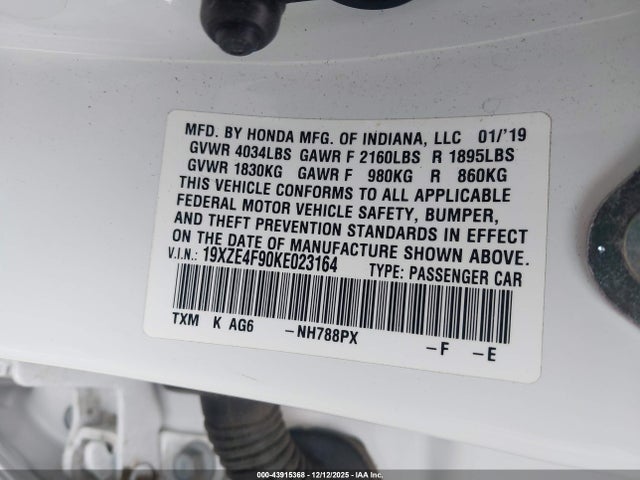 MFD. BY HONDA MFG. OF INDIANA, LLC 01/'19
GVWR 4034LBS GAWR F 2160LBS R 1895LBS
GVWR 1830KG GAWR F 980KG R 860KG
THIS VEHICLE CONFORMS TO ALL APPLICABLE
FEDERAL MOTOR VEHICLE SAFETY, BUMPER,
AND THEFT PREVENTION STANDARDS IN EFFECT
ON THE DATE OF MANUFACTURE SHOWN ABOVE.
V.I.N.: 19XZE4F90KE023164 TYPE: PASSENGER CAR
TXM K AG6 -NH788PX -F -E
000-43915368 - 12/12/2025 - IAA Inc.